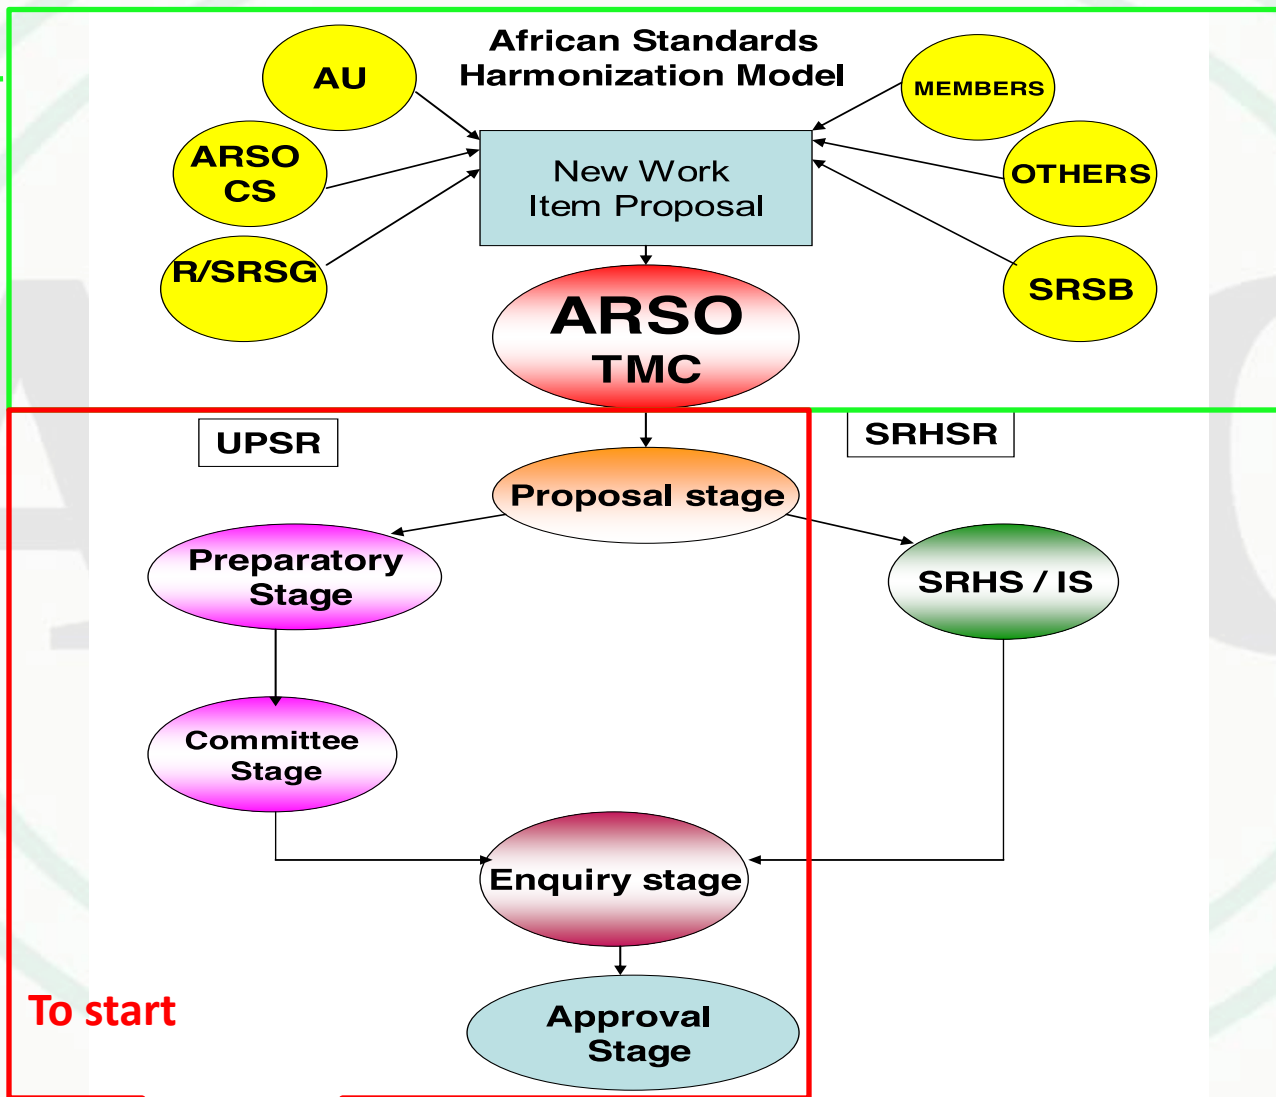 African Standards
Harmonization Model
AU
MEMBERS
ARSO
CS
New Work
Item Proposal
OTHERS
R/SRSG
SRSB
ARSO
TMC
UPSR
SRHSR
Proposal stage
Preparatory
Stage
SRHS / IS
Committee
Stage
Enquiry stage
To start
Approval
Stage